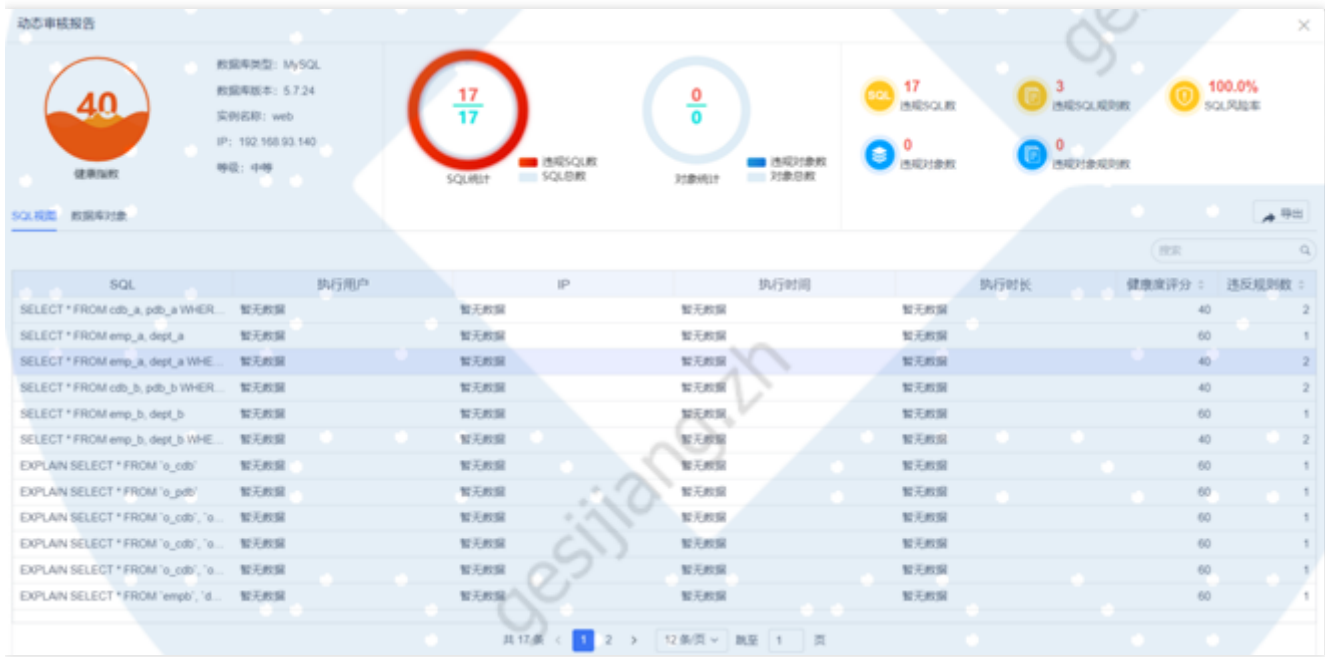 动态审核报告
40
健康指数
数据库类型: MySQL
数据库版本: 5.7.24
实例名称: web
IP: 192.168.93.140
等级: 中等
17
17
SQL统计
违规SQL数
SQL总数
0
0
对象统计
违规对象数
对象总数
SQL
17
违规SQL数
3
违规SQL规则数
100.0%
SQL风险率
0
违规对象数
0
违规对象规则数
SQL视图 数据库对象
导出
搜索
SQL 执行用户 IP 执行时间 执行时长 健康度评分 违反规则数
SELECT * FROM cdb_a, pdb_a WHER... 暂无数据 暂无数据 暂无数据 暂无数据 40 2
SELECT * FROM emp_a, dept_a 暂无数据 暂无数据 暂无数据 暂无数据 60 1
SELECT * FROM emp_a, dept_a WHE... 暂无数据 暂无数据 暂无数据 暂无数据 40 2
SELECT * FROM cdb_b, pdb_b WHER... 暂无数据 暂无数据 暂无数据 暂无数据 40 2
SELECT * FROM emp_b, dept_b 暂无数据 暂无数据 暂无数据 暂无数据 60 1
SELECT * FROM emp_b, dept_b WHE... 暂无数据 暂无数据 暂无数据 暂无数据 40 2
EXPLAIN SELECT * FROM `o_cdb` 暂无数据 暂无数据 暂无数据 暂无数据 60 1
EXPLAIN SELECT * FROM `o_pdb` 暂无数据 暂无数据 暂无数据 暂无数据 60 1
EXPLAIN SELECT * FROM `o_cdb`, `o... 暂无数据 暂无数据 暂无数据 暂无数据 60 1
EXPLAIN SELECT * FROM `o_cdb`, `o... 暂无数据 暂无数据 暂无数据 暂无数据 60 1
EXPLAIN SELECT * FROM `o_cdb`, `o... 暂无数据 暂无数据 暂无数据 暂无数据 60 1
EXPLAIN SELECT * FROM `empb`, `d... 暂无数据 暂无数据 暂无数据 暂无数据 60 1
共 17 条 < 1 2 > 12 条/页 跳至 1 页
gesijiang.zh